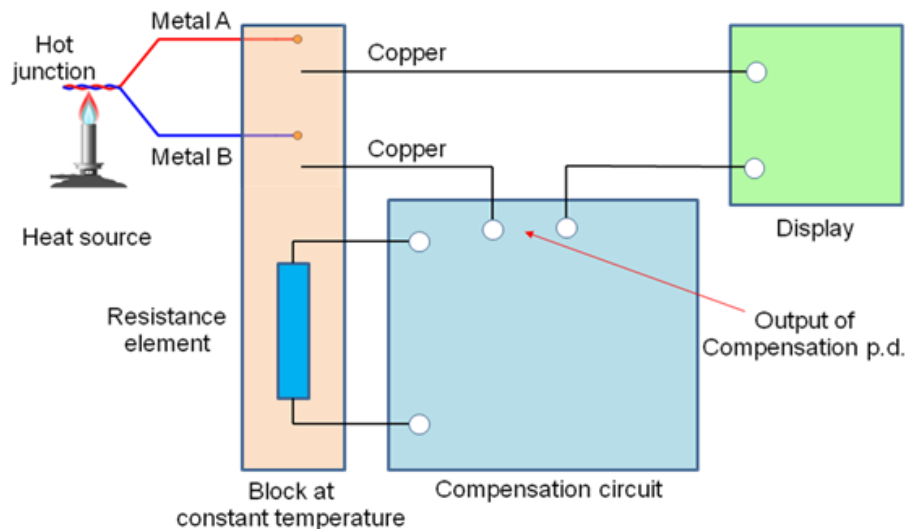 Metal A
Hot
junction
Copper
Metal B
Copper
Heat source
Display
Resistance
element
Output of
Compensation p.d.
Block at
constant temperature
Compensation circuit